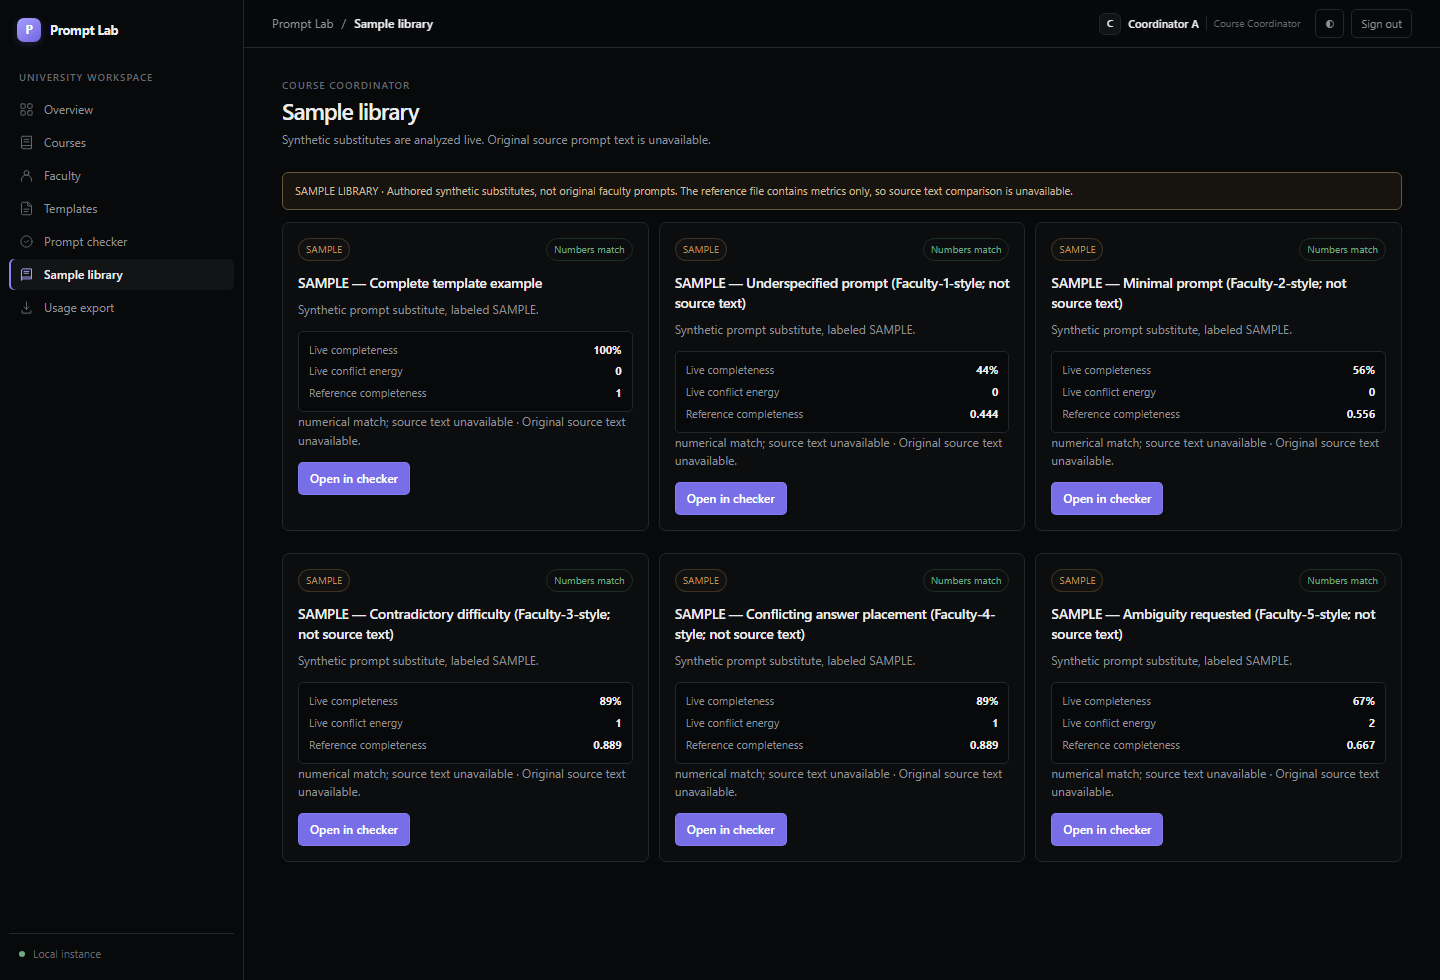 P Prompt Lab
Prompt Lab / Sample library
C Coordinator A Course Coordinator Sign out
UNIVERSITY WORKSPACE
Overview
Courses
Faculty
Templates
Prompt checker
Sample library
Usage export
Local instance
COURSE COORDINATOR
Sample library
Synthetic substitutes are analyzed live. Original source prompt text is unavailable.
SAMPLE LIBRARY · Authored synthetic substitutes, not original faculty prompts. The reference file contains metrics only, so source text comparison is unavailable.
SAMPLE Numbers match
SAMPLE — Complete template example
Synthetic prompt substitute, labeled SAMPLE.
Live completeness 100%
Live conflict energy 0
Reference completeness 1
numerical match; source text unavailable · Original source text
unavailable.
Open in checker
SAMPLE Numbers match
SAMPLE — Underspecified prompt (Faculty-1-style; not
source text)
Synthetic prompt substitute, labeled SAMPLE.
Live completeness 44%
Live conflict energy 0
Reference completeness 0.444
numerical match; source text unavailable · Original source text
unavailable.
Open in checker
SAMPLE Numbers match
SAMPLE — Minimal prompt (Faculty-2-style; not
source text)
Synthetic prompt substitute, labeled SAMPLE.
Live completeness 56%
Live conflict energy 0
Reference completeness 0.556
numerical match; source text unavailable · Original source text
unavailable.
Open in checker
SAMPLE Numbers match
SAMPLE — Contradictory difficulty (Faculty-3-style;
not source text)
Synthetic prompt substitute, labeled SAMPLE.
Live completeness 89%
Live conflict energy 1
Reference completeness 0.889
numerical match; source text unavailable · Original source text
unavailable.
Open in checker
SAMPLE Numbers match
SAMPLE — Conflicting answer placement (Faculty-4-
style; not source text)
Synthetic prompt substitute, labeled SAMPLE.
Live completeness 89%
Live conflict energy 1
Reference completeness 0.889
numerical match; source text unavailable · Original source text
unavailable.
Open in checker
SAMPLE Numbers match
SAMPLE — Ambiguity requested (Faculty-5-style; not
source text)
Synthetic prompt substitute, labeled SAMPLE.
Live completeness 67%
Live conflict energy 2
Reference completeness 0.667
numerical match; source text unavailable · Original source text
unavailable.
Open in checker